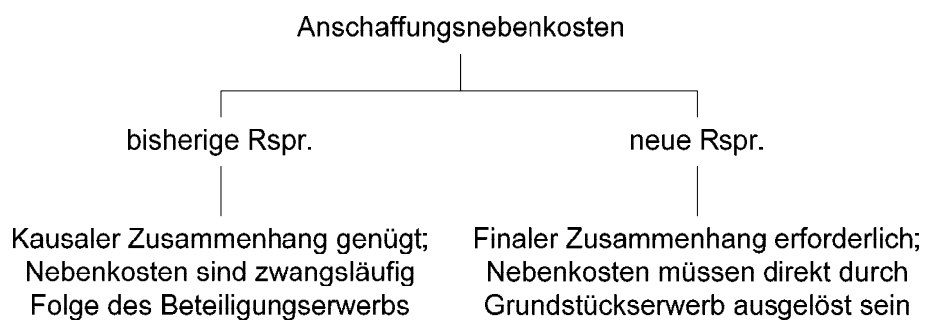 Anschaffungsnebenkosten
bisherige Rspr.
neue Rspr.
Kausaler Zusammenhang genügt;
Nebenkosten sind zwangsläufig
Folge des Beteiligungserwerbs
Finaler Zusammenhang erforderlich;
Nebenkosten müssen direkt durch
Grundstückserwerb ausgelöst sein